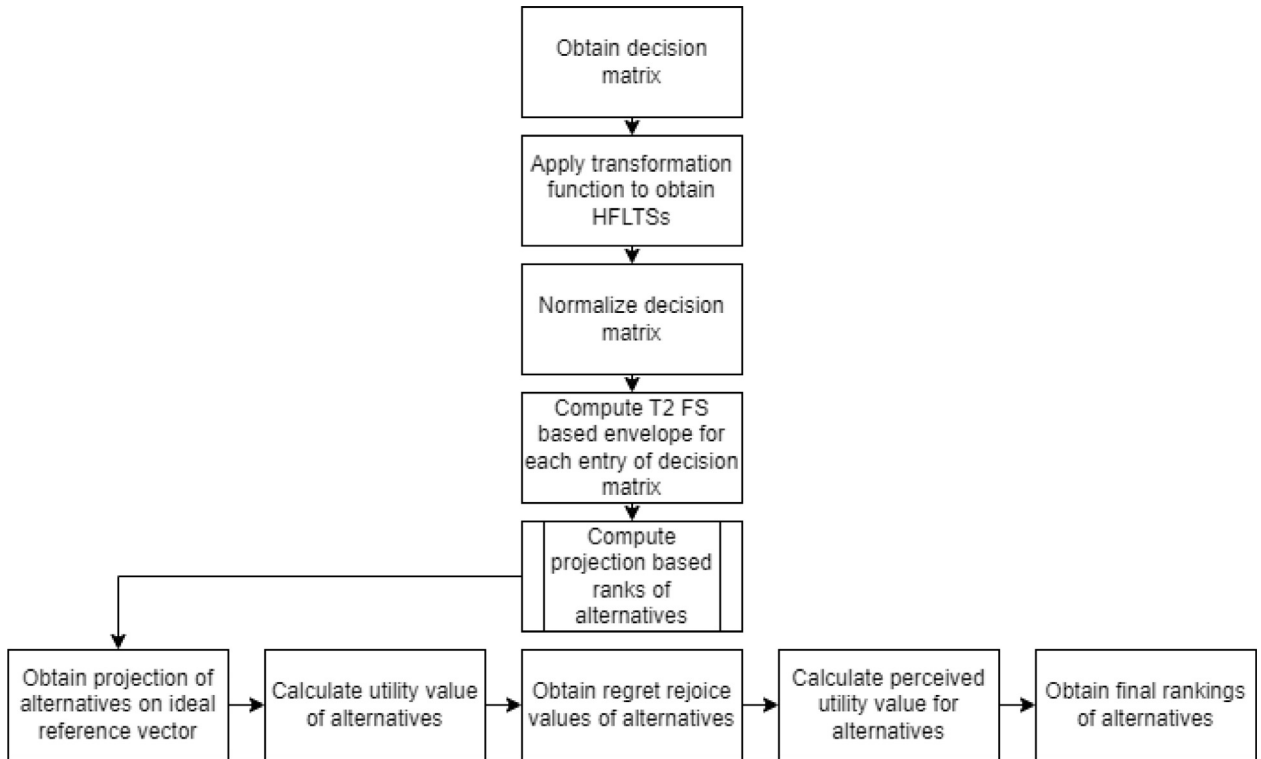 Obtain decision
matrix
Apply transformation
function to obtain
HFLTSs
Normalize decision
matrix
Compute T2 FS
based envelope for
each entry of decision
matrix
Compute
projection based
ranks of
alternatives
Obtain projection of
alternatives on ideal
reference vector
Calculate utility value
of alternatives
Obtain regret rejoice
values of alternatives
Calculate perceived
utility value for
alternatives
Obtain final rankings
of alternatives